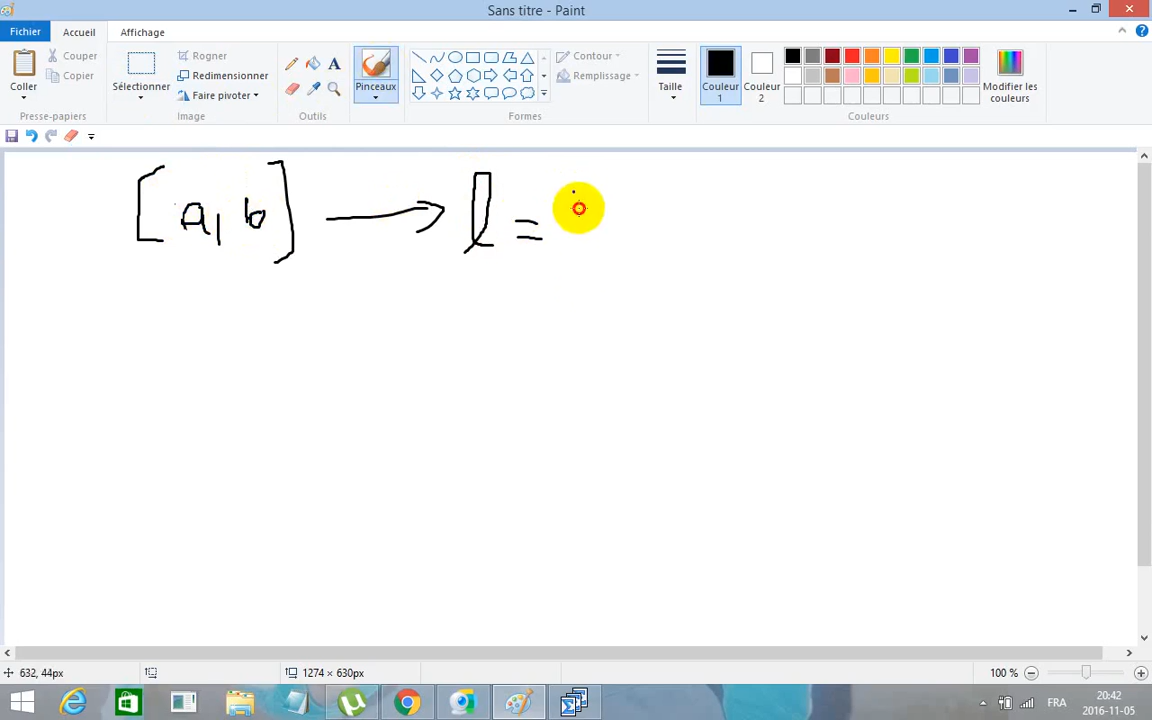 Sans titre - Paint
Fichier Accueil Affichage
Coller
Couper
Copier
Presse-papiers
Sélectionner
Rogner
Redimensionner
Faire pivoter
Image
A
Outils
Pinceaux
Contour
Remplissage
Formes
Taille
Couleur 1
Couleur 2
Modifier les couleurs
Couleurs
[a, b] → l =
632, 44px
1274 × 630px
100 %
FRA
20:42
2016-11-05